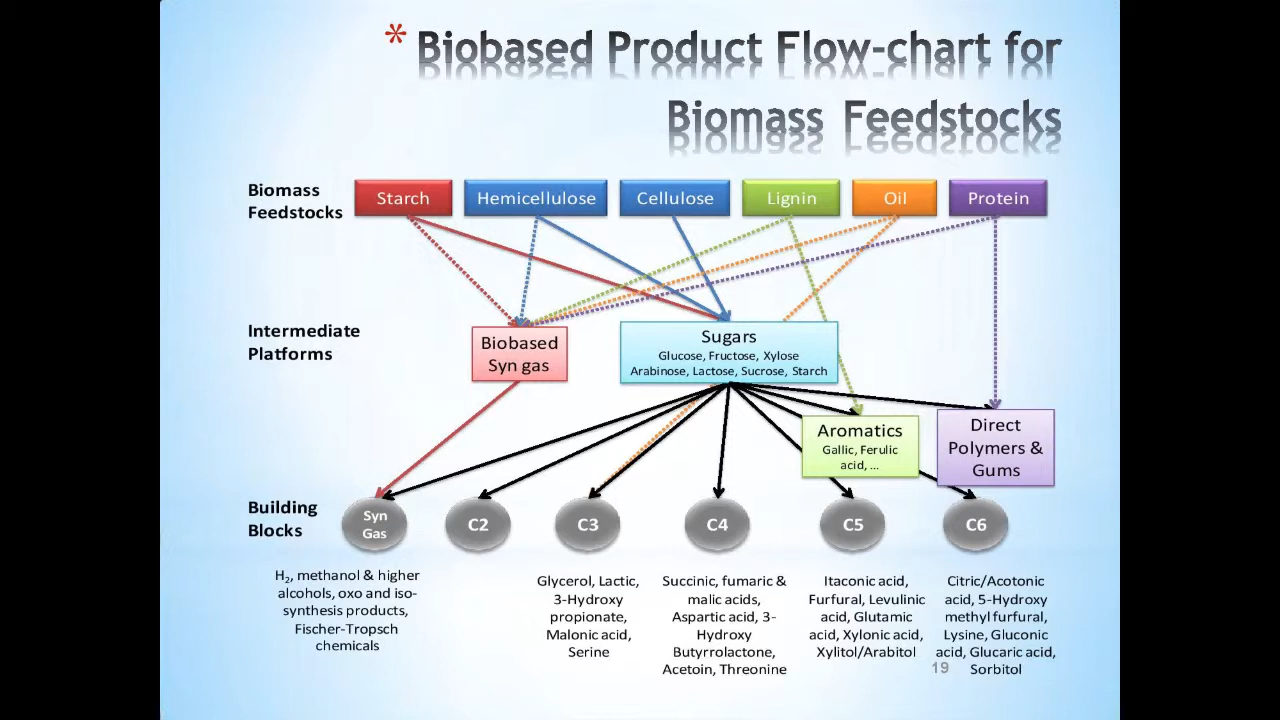 * Biobased Product Flow-chart for
Biomass Feedstocks
Biomass
Feedstocks
Starch
Hemicellulose
Cellulose
Lignin
Oil
Protein
Intermediate
Platforms
Biobased
Syn gas
Sugars
Glucose, Fructose, Xylose
Arabinose, Lactose, Sucrose, Starch
Aromatics
Gallic, Ferulic
acid, ...
Direct
Polymers &
Gums
Building
Blocks
Syn
Gas
C2
C3
C4
C5
C6
H2, methanol & higher
alcohols, oxo and iso-
synthesis products,
Fischer-Tropsch
chemicals
Glycerol, Lactic,
3-Hydroxy
propionate,
Malonic acid,
Serine
Succinic, fumaric &
malic acids,
Aspartic acid, 3-
Hydroxy
Butyrrolactone,
Acetoin, Threonine
Itaconic acid,
Furfural, Levulinic
acid, Glutamic
acid, Xylonic acid,
Xylitol/Arabitol
Citric/Acotonic
acid, 5-Hydroxy
methyl furfural,
Lysine, Gluconic
acid, Glucaric acid,
Sorbitol
19